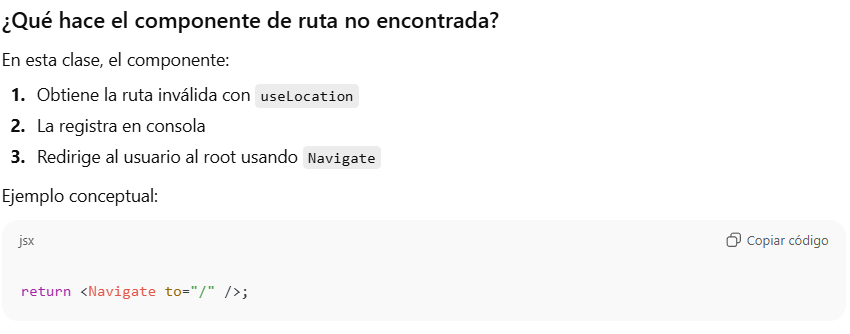 ¿Qué hace el componente de ruta no encontrada?
En esta clase, el componente:
1. Obtiene la ruta inválida con useLocation
2. La registra en consola
3. Redirige al usuario al root usando Navigate
Ejemplo conceptual:
jsx
Copiar código
return <Navigate to="/" />;